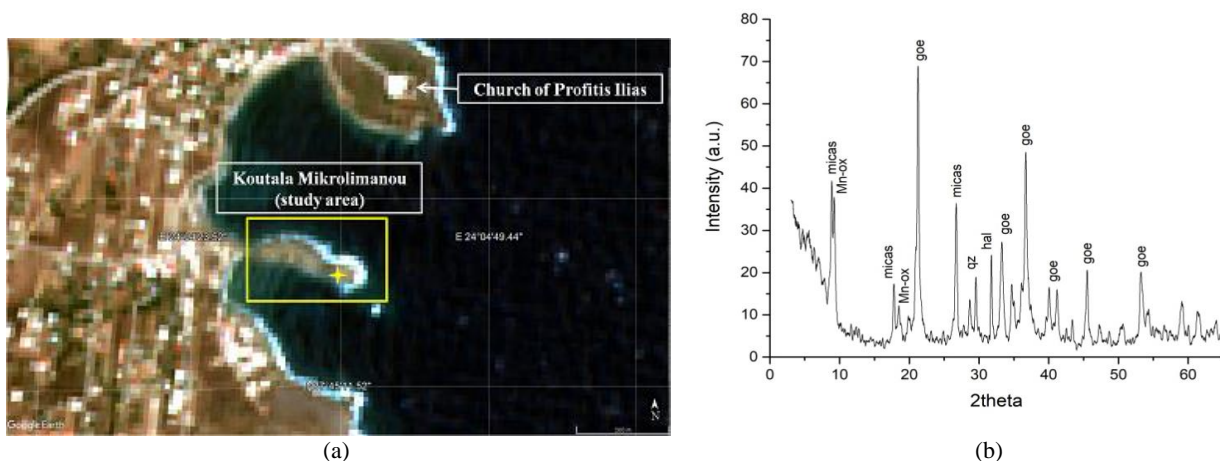 Church of Profitis Ilias
Koutala Mikrolimanou
(study area)
E 24°04'49.44"
N
Google Earth
(a)
80
70
60
50
40
30
20
10
0
Intensity (a.u.)
0 10 20 30 40 50 60
2theta
micas
Mn-ox
micas
Mn-ox
goe
micas
qz
hal
goe
goe
goe
goe
goe
goe
(b)